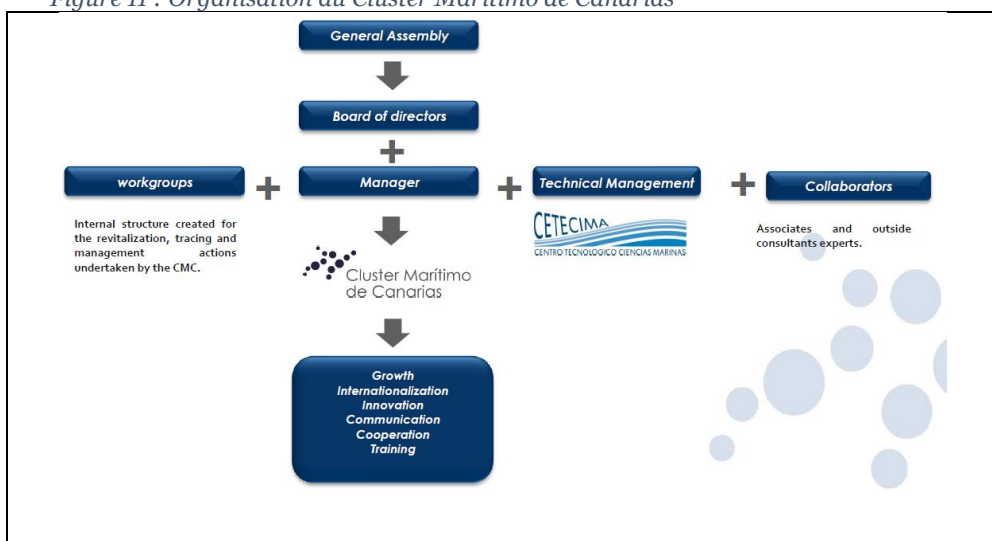 Figure 11 : Organisation du Cluster Marítimo de Canarias
General Assembly
Board of directors
+
workgroups
+
Manager
+
Technical Management
+
Collaborators
Internal structure created for
the revitalization, tracing and
management actions
undertaken by the CMC.
CETECIMA
CENTRO TECNOLOGICO CIENCIAS MARINAS
Associates and outside
consultants experts.
Cluster Marítimo
de Canarias
Growth
Internationalization
Innovation
Communication
Cooperation
Training